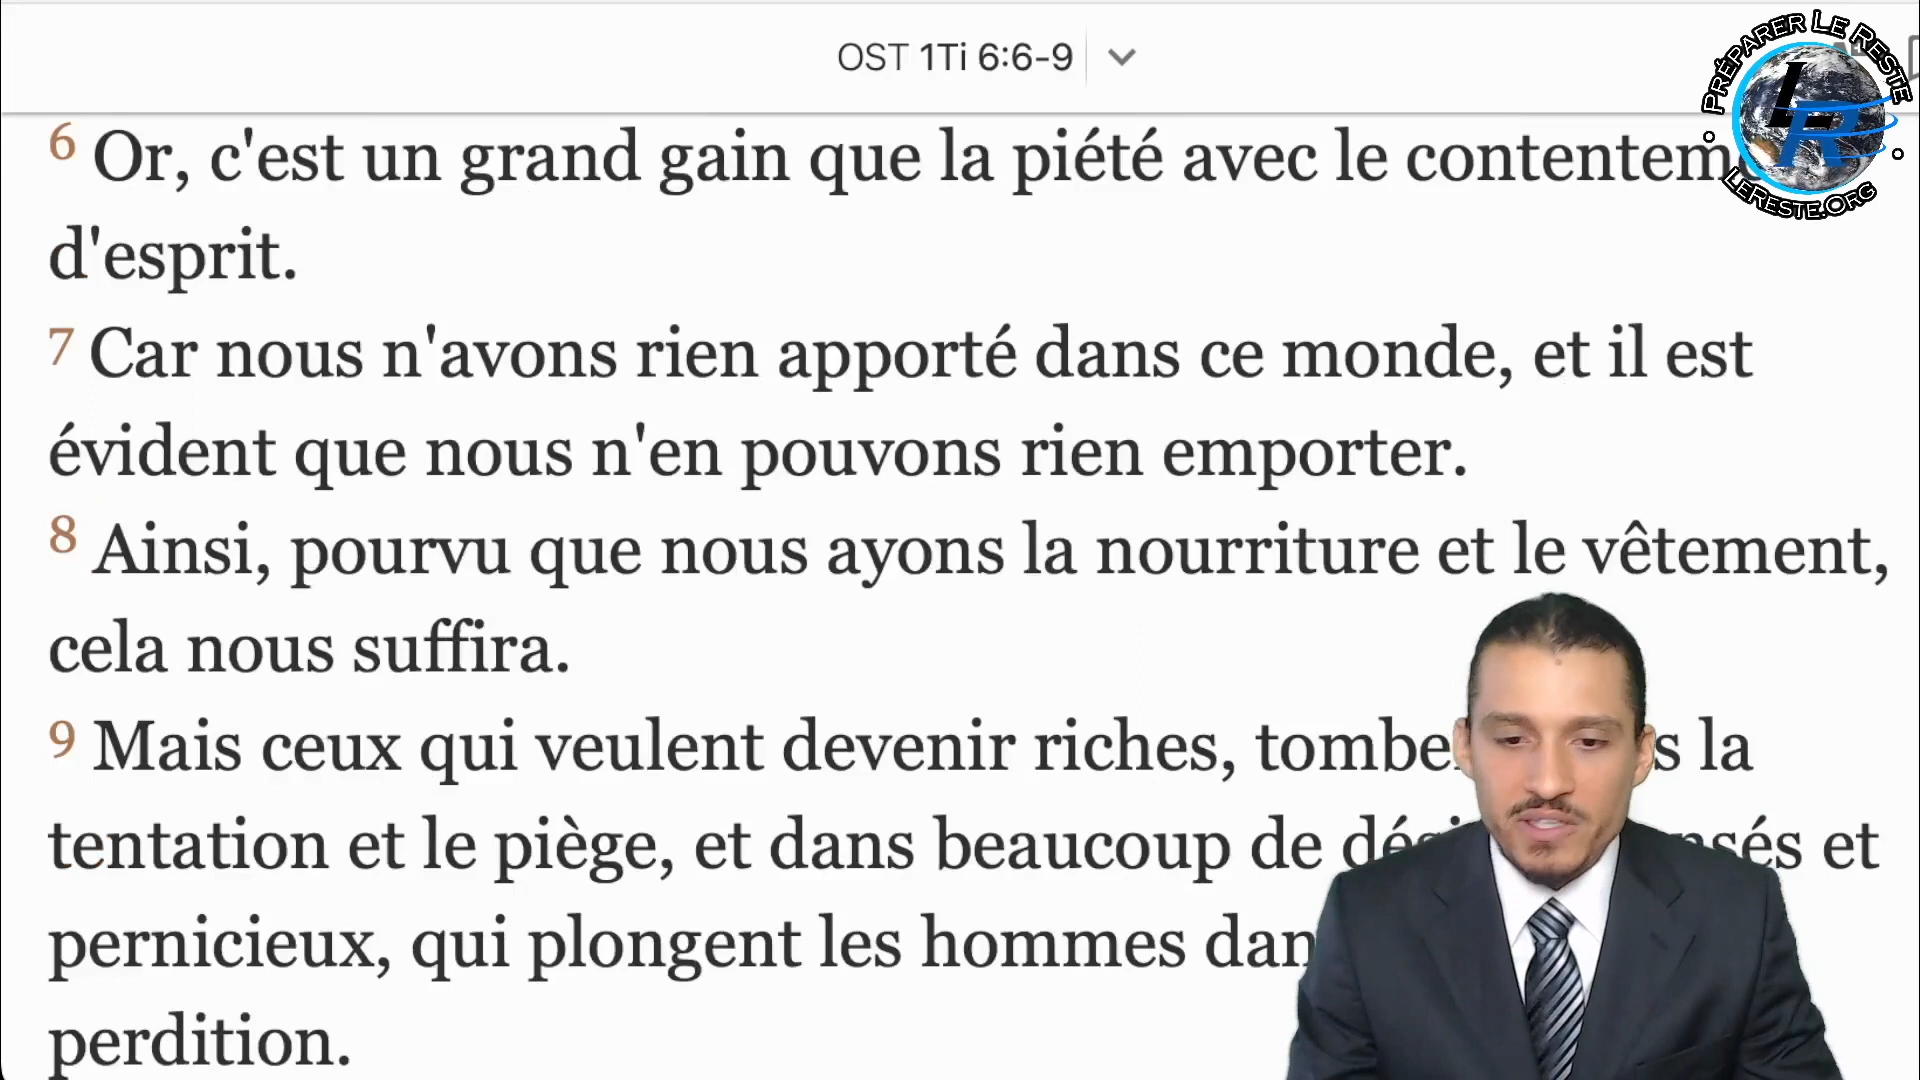 OST 1Ti 6:6-9
PRÉPARER LE RESTE
LR
LERESTE.ORG
6 Or, c'est un grand gain que la piété avec le
d'esprit.
7 Car nous n'avons rien apporté dans ce monde, et il est
évident que nous n'en pouvons rien emporter.
8 Ainsi, pourvu que nous ayons la nourriture et le vêtement,
cela nous suffira.
9 Mais ceux qui veulent devenir riches, la
tentation et le piège, et dans beaucoup de et
pernicieux, qui plongent les hommes
perdition.